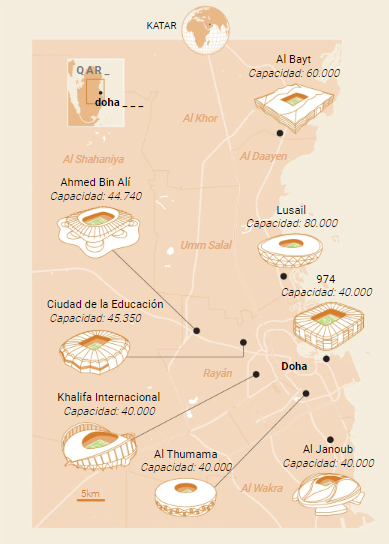 KATAR
QAR_
doha___
Al Bayt
Capacidad: 60.000
Al Khor
Al Shahaniya
Al Daayen
Ahmed Bin Alí
Capacidad: 44.740
Lusail
Capacidad: 80.000
Umm Salal
974
Capacidad: 40.000
Ciudad de la Educación
Capacidad: 45.350
Doha
Rayán
Khalifa Internacional
Capacidad: 40.000
Al Thumama
Capacidad: 40.000
Al Janoub
Capacidad: 40.000
Al Wakra
5km